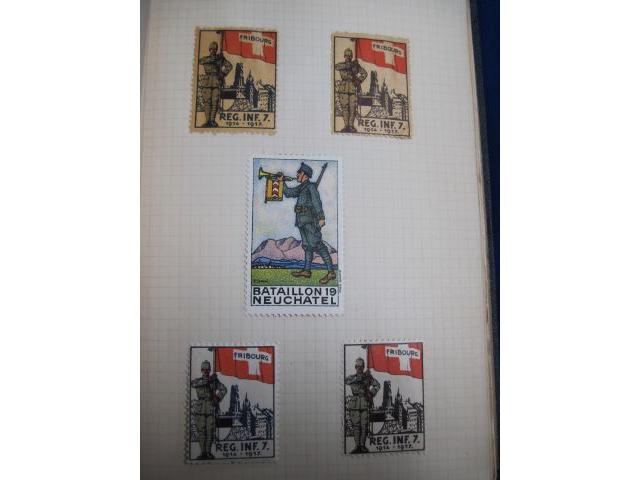 FRIBOURG
REG. INF. 7.
1914 - 1917.
FRIBOURG
REG. INF. 7.
1914 - 1917.
BATAILLON 19
NEUCHATEL
FRIBOURG
REG. INF. 7.
1914 - 1917.
FRIBOURG
REG. INF. 7.
1914 - 1917.